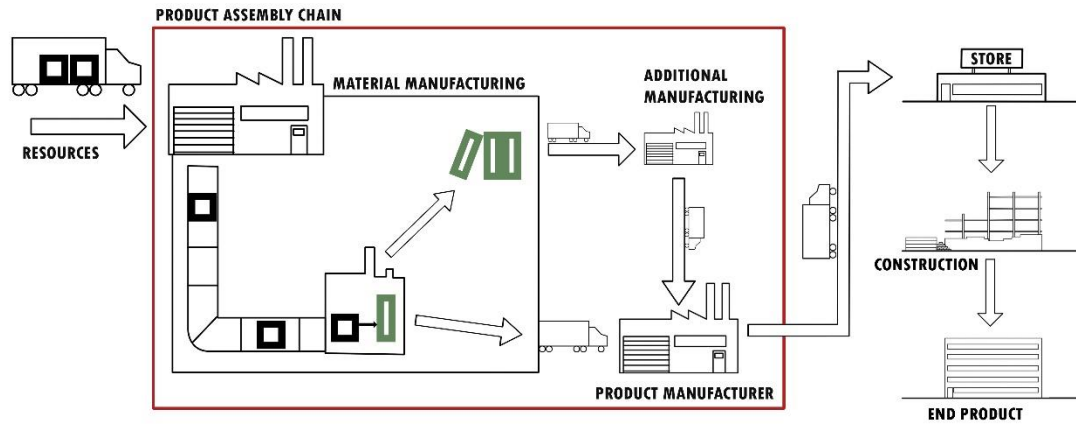 PRODUCT ASSEMBLY CHAIN
MATERIAL MANUFACTURING
ADDITIONAL
MANUFACTURING
STORE
RESOURCES
CONSTRUCTION
PRODUCT MANUFACTURER
END PRODUCT